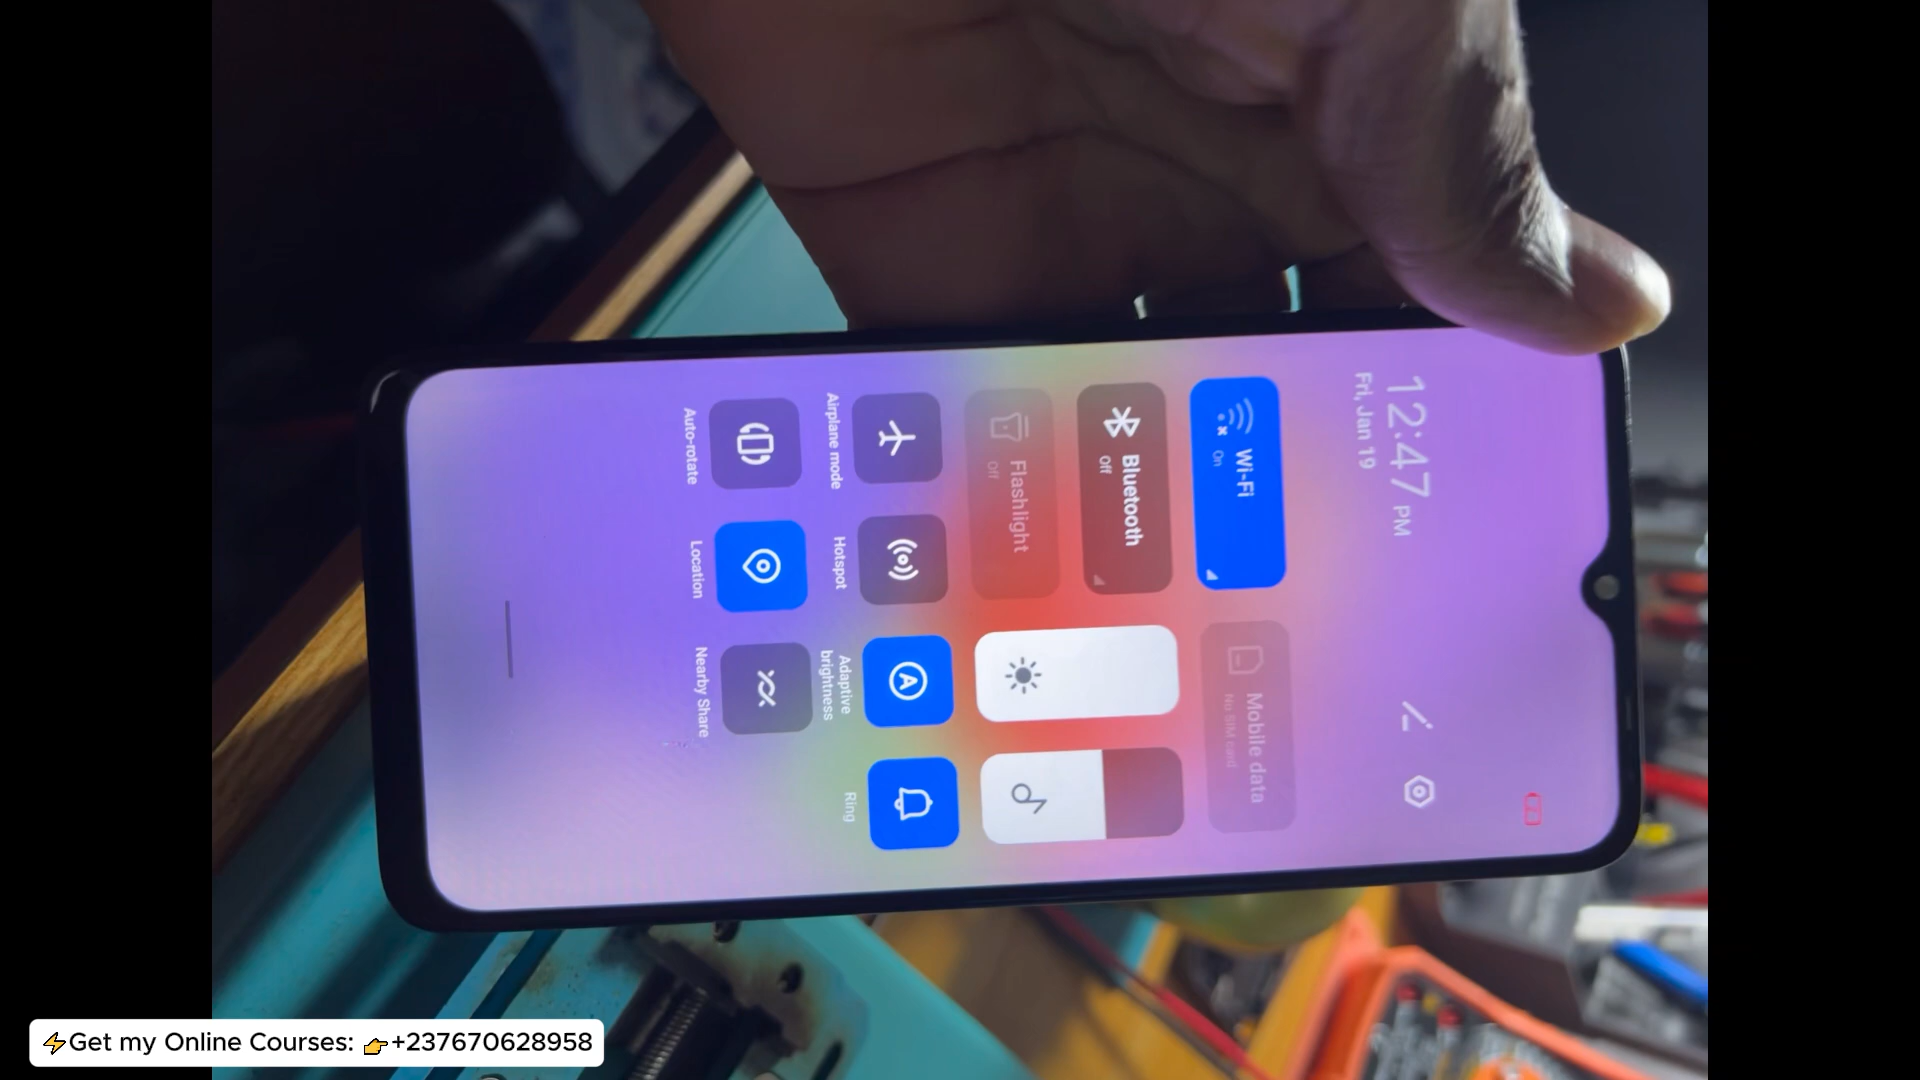 12:47 PM
Fri, Jan 19
Wi-Fi
On
Mobile data
No SIM card
Bluetooth
Off
Flashlight
Off
Airplane mode
Hotspot
Adaptive
brightness
Ring
Auto-rotate
Location
Nearby Share
⚡Get my Online Courses: 👉+237670628958